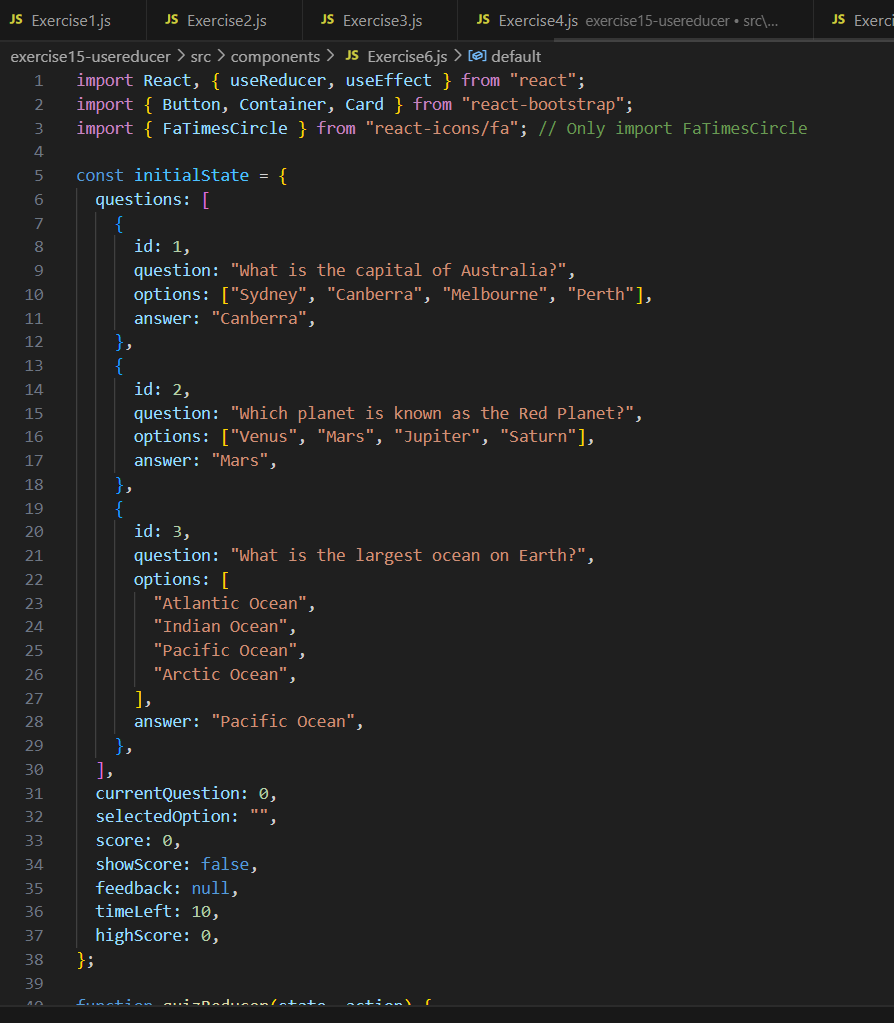 JS Exercise1.js JS Exercise2.js JS Exercise3.js JS Exercise4.js exercise15-usereducer • src\... JS Exerci
exercise15-usereducer > src > components > JS Exercise6.js > default
1 import React, { useReducer, useEffect } from "react";
2 import { Button, Container, Card } from "react-bootstrap";
3 import { FaTimesCircle } from "react-icons/fa"; // Only import FaTimesCircle
4
5 const initialState = {
6 questions: [
7 {
8 id: 1,
9 question: "What is the capital of Australia?",
10 options: ["Sydney", "Canberra", "Melbourne", "Perth"],
11 answer: "Canberra",
12 },
13 {
14 id: 2,
15 question: "Which planet is known as the Red Planet?",
16 options: ["Venus", "Mars", "Jupiter", "Saturn"],
17 answer: "Mars",
18 },
19 {
20 id: 3,
21 question: "What is the largest ocean on Earth?",
22 options: [
23 "Atlantic Ocean",
24 "Indian Ocean",
25 "Pacific Ocean",
26 "Arctic Ocean",
27 ],
28 answer: "Pacific Ocean",
29 },
30 ],
31 currentQuestion: 0,
32 selectedOption: "",
33 score: 0,
34 showScore: false,
35 feedback: null,
36 timeLeft: 10,
37 highScore: 0,
38 };
39
40 function quizReducer(state, action) {